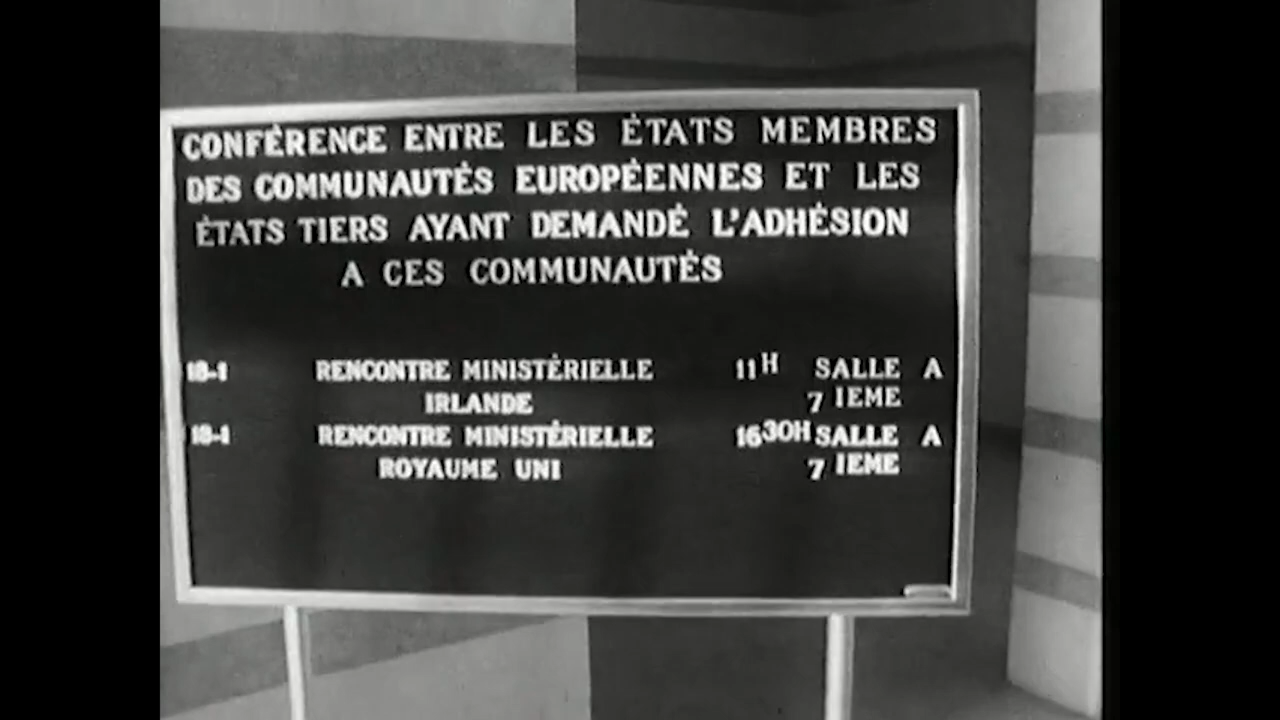 CONFÉRENCE ENTRE LES ÉTATS MEMBRES
DES COMMUNAUTÉS EUROPÉENNES ET LES
ÉTATS TIERS AYANT DEMANDÉ L'ADHÉSION
A CES COMMUNAUTÉS
18-1 RENCONTRE MINISTÉRIELLE 11H SALLE A
IRLANDE 7 IEME
18-1 RENCONTRE MINISTÉRIELLE 1630H SALLE A
ROYAUME UNI 7 IEME